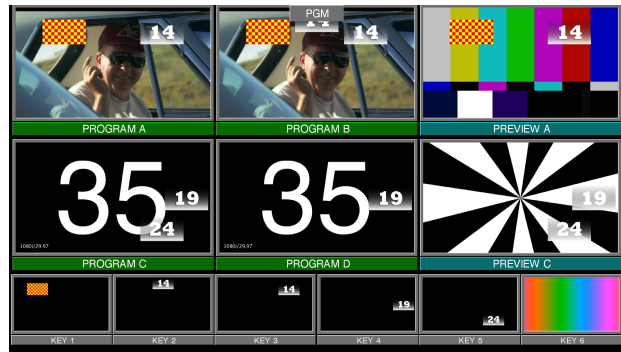 PGM
14 14 14
PROGRAM A PROGRAM B PREVIEW A
35 19 35 19 19
24 24
1080i/29.97 1080i/29.97
PROGRAM C PROGRAM D PREVIEW C
14 14 19 24
KEY 1 KEY 2 KEY 3 KEY 4 KEY 5 KEY 6